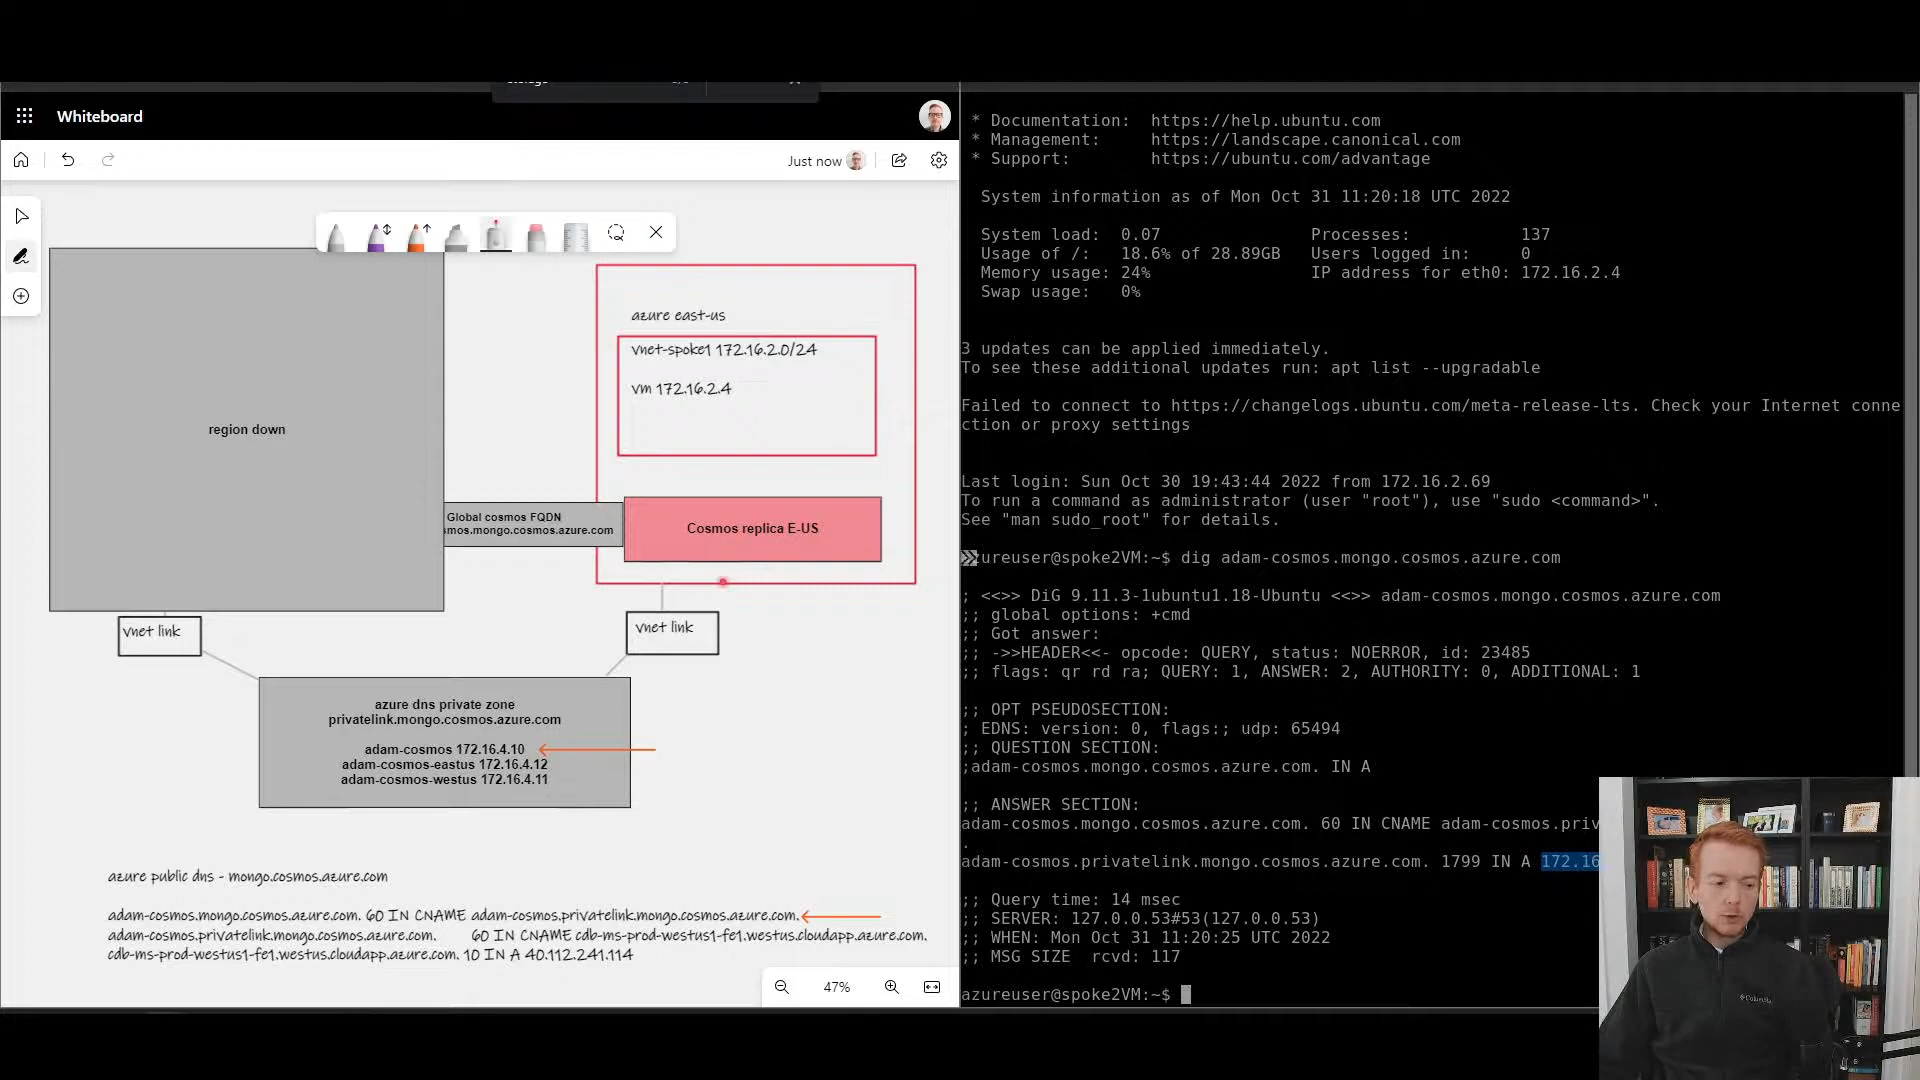 Whiteboard
Just now
region down
azure east-us
vnet-spoke1 172.16.2.0/24
vm 172.16.2.4
Global cosmos FQDN
mos.mongo.cosmos.azure.com
Cosmos replica E-US
vnet link
vnet link
azure dns private zone
privatelink.mongo.cosmos.azure.com
adam-cosmos 172.16.4.10
adam-cosmos-eastus 172.16.4.12
adam-cosmos-westus 172.16.4.11
azure public dns - mongo.cosmos.azure.com
adam-cosmos.mongo.cosmos.azure.com. 60 IN CNAME adam-cosmos.privatelink.mongo.cosmos.azure.com.
adam-cosmos.privatelink.mongo.cosmos.azure.com. 60 IN CNAME cdb-ms-prod-westus1-fe1.westus.cloudapp.azure.com.
cdb-ms-prod-westus1-fe1.westus.cloudapp.azure.com. 10 IN A 40.112.241.114
47%
* Documentation: https://help.ubuntu.com
* Management: https://landscape.canonical.com
* Support: https://ubuntu.com/advantage
System information as of Mon Oct 31 11:20:18 UTC 2022
System load: 0.07 Processes: 137
Usage of /: 18.6% of 28.89GB Users logged in: 0
Memory usage: 24% IP address for eth0: 172.16.2.4
Swap usage: 0%
3 updates can be applied immediately.
To see these additional updates run: apt list --upgradable
Failed to connect to https://changelogs.ubuntu.com/meta-release-lts. Check your Internet conne
ction or proxy settings
Last login: Sun Oct 30 19:43:44 2022 from 172.16.2.69
To run a command as administrator (user "root"), use "sudo <command>".
See "man sudo_root" for details.
ureuser@spoke2VM:~$ dig adam-cosmos.mongo.cosmos.azure.com
; <<>> DiG 9.11.3-1ubuntu1.18-Ubuntu <<>> adam-cosmos.mongo.cosmos.azure.com
;; global options: +cmd
;; Got answer:
;; ->>HEADER<<- opcode: QUERY, status: NOERROR, id: 23485
;; flags: qr rd ra; QUERY: 1, ANSWER: 2, AUTHORITY: 0, ADDITIONAL: 1
;; OPT PSEUDOSECTION:
; EDNS: version: 0, flags:; udp: 65494
;; QUESTION SECTION:
;adam-cosmos.mongo.cosmos.azure.com. IN A
;; ANSWER SECTION:
adam-cosmos.mongo.cosmos.azure.com. 60 IN CNAME adam-cosmos.priv
.
adam-cosmos.privatelink.mongo.cosmos.azure.com. 1799 IN A 172.16
;; Query time: 14 msec
;; SERVER: 127.0.0.53#53(127.0.0.53)
;; WHEN: Mon Oct 31 11:20:25 UTC 2022
;; MSG SIZE rcvd: 117
azureuser@spoke2VM:~$
Columbia